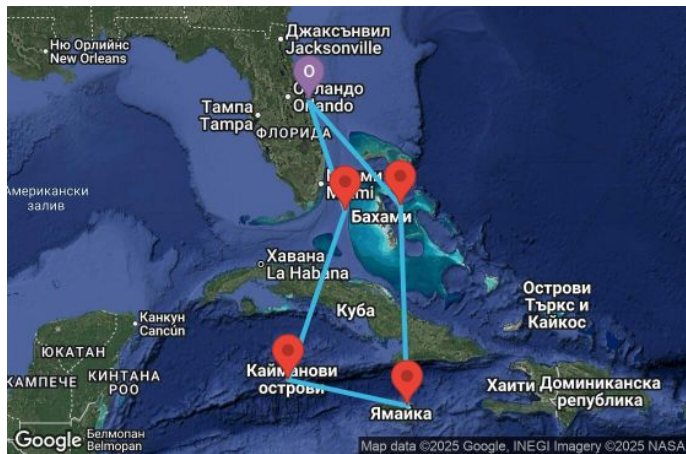 Джаксънвил
Jacksonville
Ню Орлийнс
New Orleans
O
Орландо
Orlando
Тампа
Tampa
ФЛОРИДА
Miami
Американски
залив
Бахами
Хавана
La Habana
Куба
Острови
Търкс и
Кайкос
Канкун
Cancún
ЮКАТАН
КАМПЕЧЕ
КИНТАНА
РОО
Кайманови
острови
Ямайка
Хаити
Доминиканска
република
Белмопан
Belmopan
Google
Map data ©2025 Google, INEGI Imagery ©2025 NASA